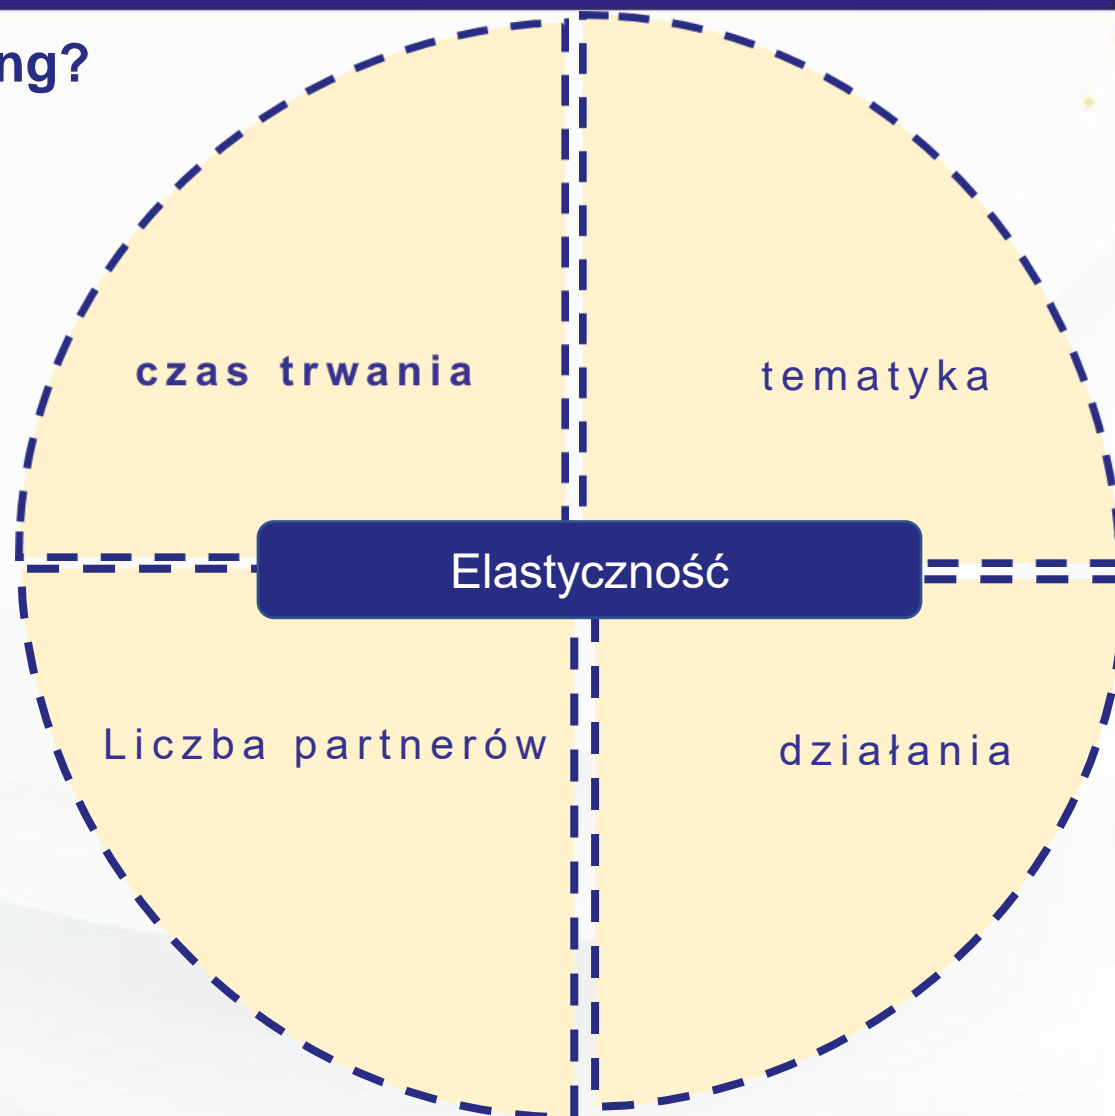 ng?
czas trwania
tematyka
Elastyczność
Liczba partnerów
działania